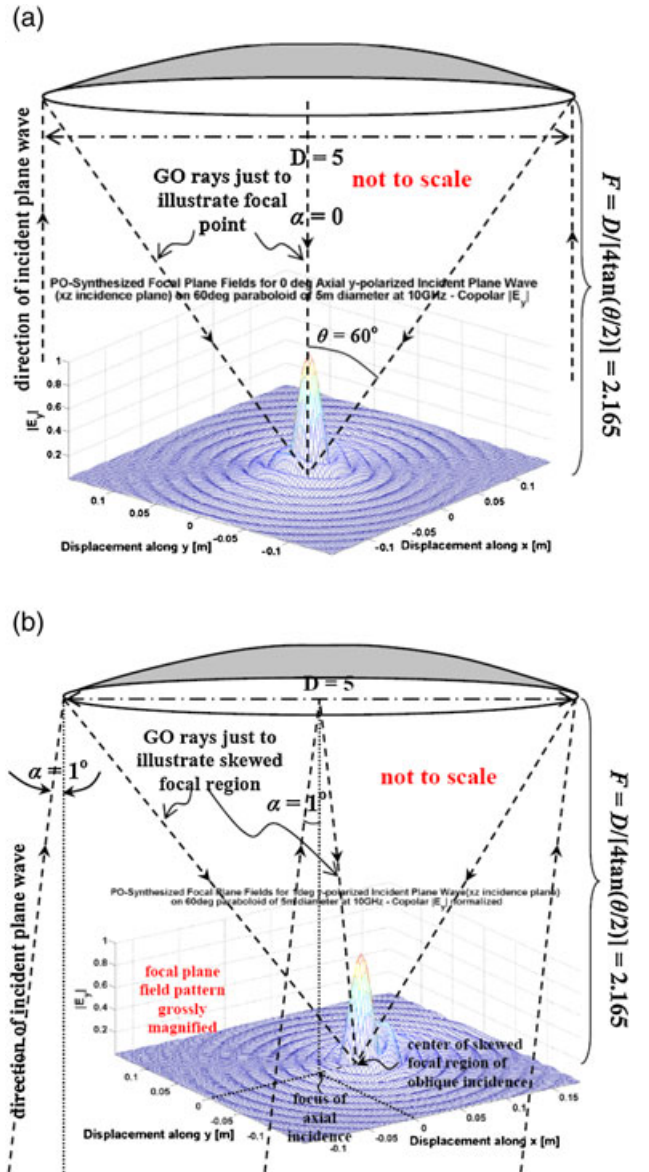 (a)
direction of incident plane wave
D = 5
GO rays just to
illustrate focal
point
not to scale
α = 0
PO-Synthesized Focal Plane Fields for 0 deg Axial y-polarized Incident Plane Wave
(xz incidence plane) on 60deg paraboloid of 5m diameter at 10GHz - Copolar |E_y|
θ = 60°
F = D/[4tan(θ/2)] = 2.165
1
0.8
0.6
0.4
0.2
|E_y|
0.1
0.05
0
-0.05
-0.1
Displacement along y [m]
0.1
0.05
0
-0.05
-0.1
Displacement along x [m]
(b)
D = 5
GO rays just to
illustrate skewed
focal region
α = 1°
α = 1°
not to scale
direction of incident plane wave
F = D/[4tan(θ/2)] = 2.165
PO-Synthesized Focal Plane Fields for 1deg y-polarized Incident Plane Wave(xz incidence plane)
on 60deg paraboloid of 5m diameter at 10GHz - Copolar |E_y| normalized
1
0.8
0.6
0.4
0.2
|E_y|
focal plane
field pattern
grossly
magnified
center of skewed
focal region of
oblique incidence
focus of
axial
incidence
0.1
0.05
0
-0.05
-0.1
Displacement along y [m]
0.15
0.1
0.05
0
-0.05
-0.1
Displacement along x [m]